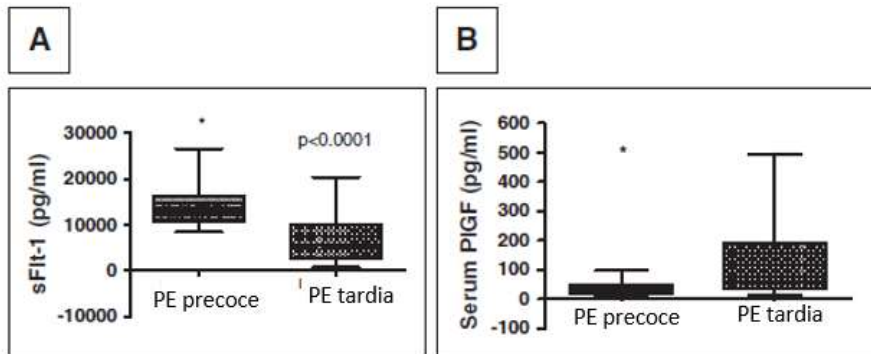 A
B
sFlt-1 (pg/ml)
30000
20000
10000
0
-10000
*
p<0.0001
PE precoce
PE tardia
Serum PlGF (pg/ml)
600
500
400
300
200
100
0
-100
*
PE precoce
PE tardia